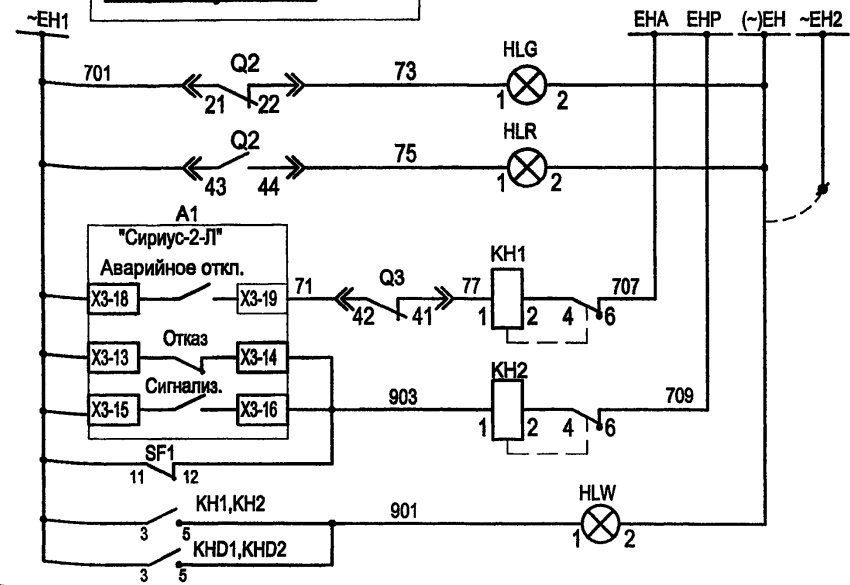 ~EH1 EHA EHP (~)EH ~EH2
701 Q2 73 HLG
21 22 1 2
Q2 75 HLR
43 44 1 2
A1
"Сириус-2-Л"
Аварийное откл.
X3-18 X3-19 71 Q3 77 KH1 707
42 41 1 2 4 6
Отказ
X3-13 X3-14
Сигнализ.
X3-15 X3-16 903 KH2 709
1 2 4 6
SF1
11 12
KH1,KH2 901 HLW
3 5 1 2
KHD1,KHD2
3 5